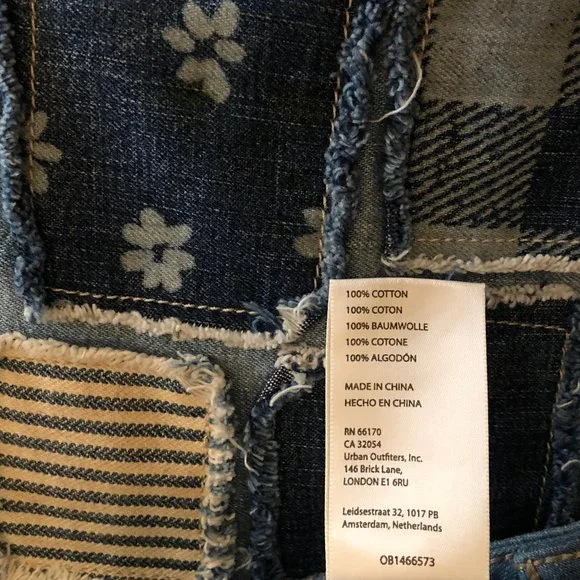 100% COTTON
100% COTON
100% BAUMWOLLE
100% COTONE
100% ALGODÓN
MADE IN CHINA
HECHO EN CHINA
RN 66170
CA 32054
Urban Outfitters, Inc.
146 Brick Lane,
LONDON E1 6RU
Leidsestraat 32, 1017 PB
Amsterdam, Netherlands
OB1466573